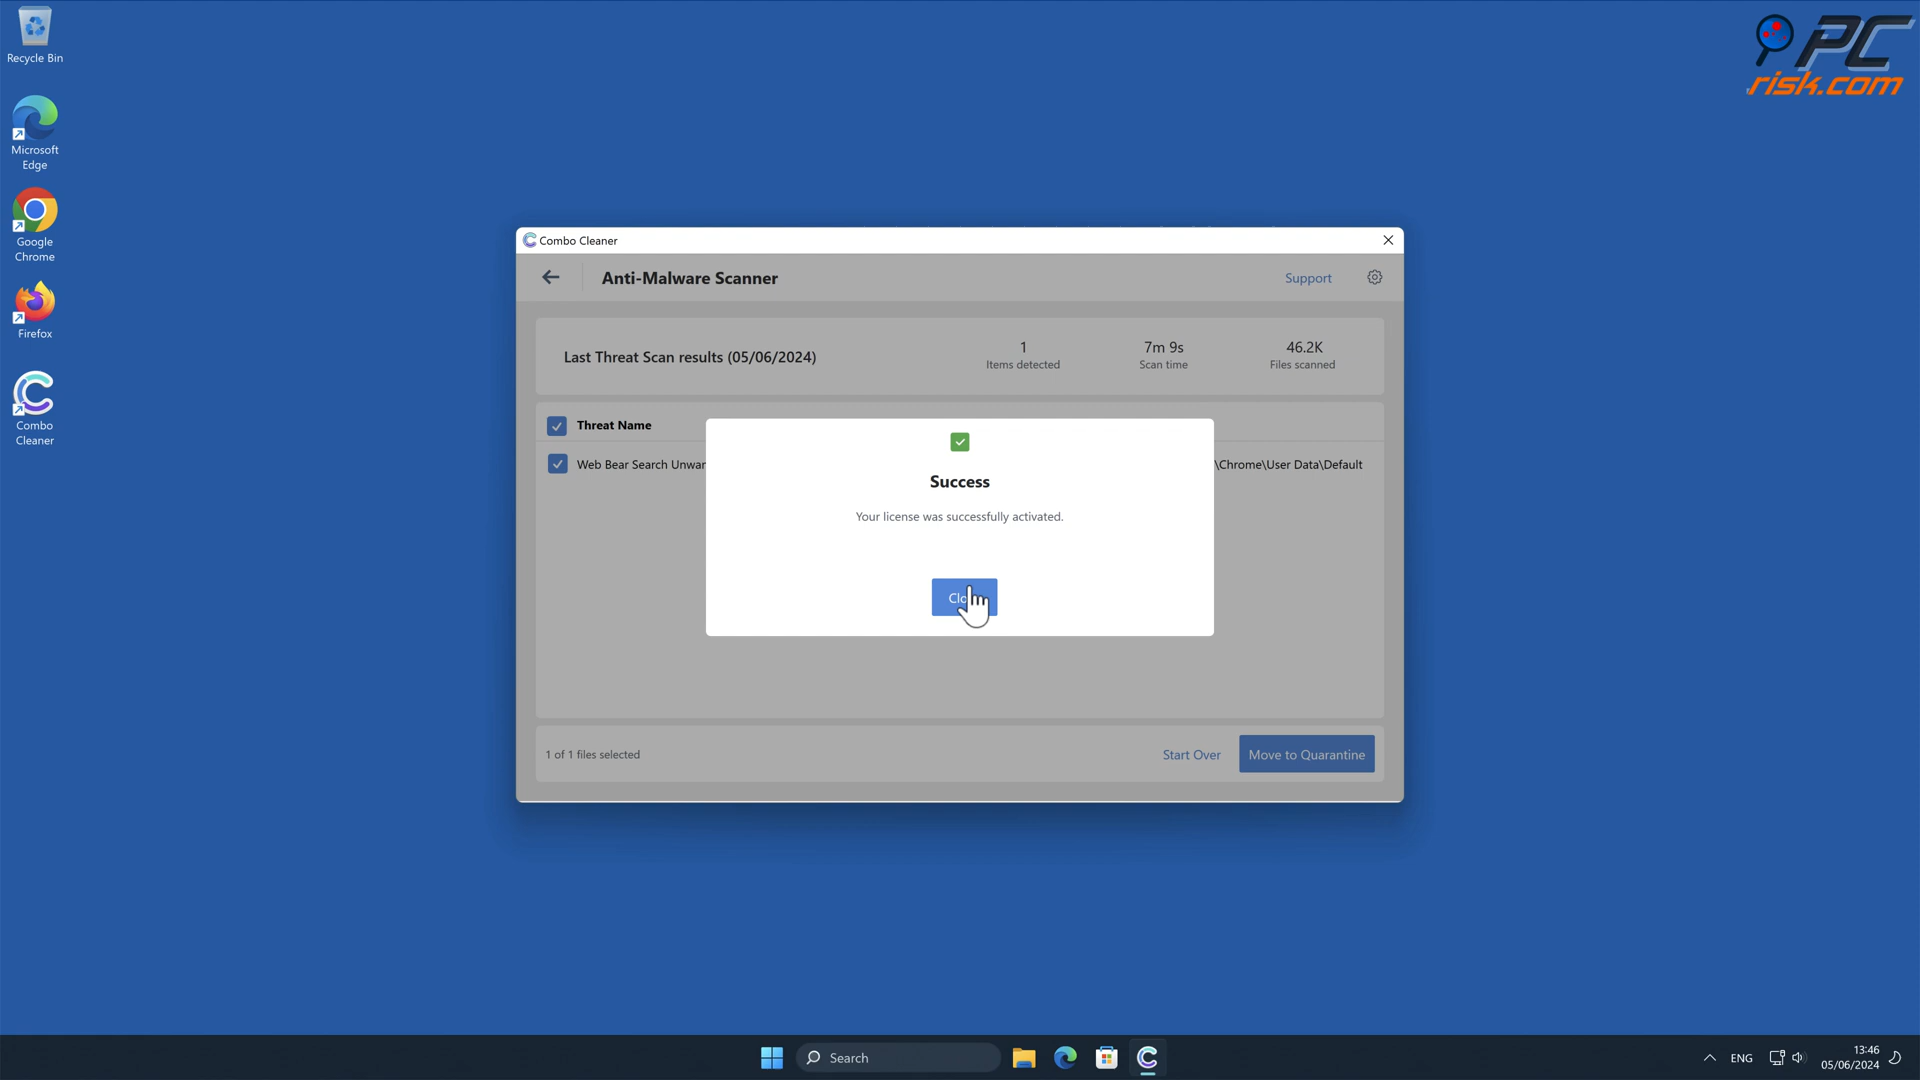 Recycle Bin
Microsoft
Edge
Google
Chrome
Firefox
Combo
Cleaner
PC
risk.com
Combo Cleaner
Anti-Malware Scanner
Support
Last Threat Scan results (05/06/2024)
1
Items detected
7m 9s
Scan time
46.2K
Files scanned
Threat Name
Web Bear Search Unwar
\Chrome\User Data\Default
Success
Your license was successfully activated.
Clo
1 of 1 files selected
Start Over
Move to Quarantine
Search
ENG
13:46
05/06/2024